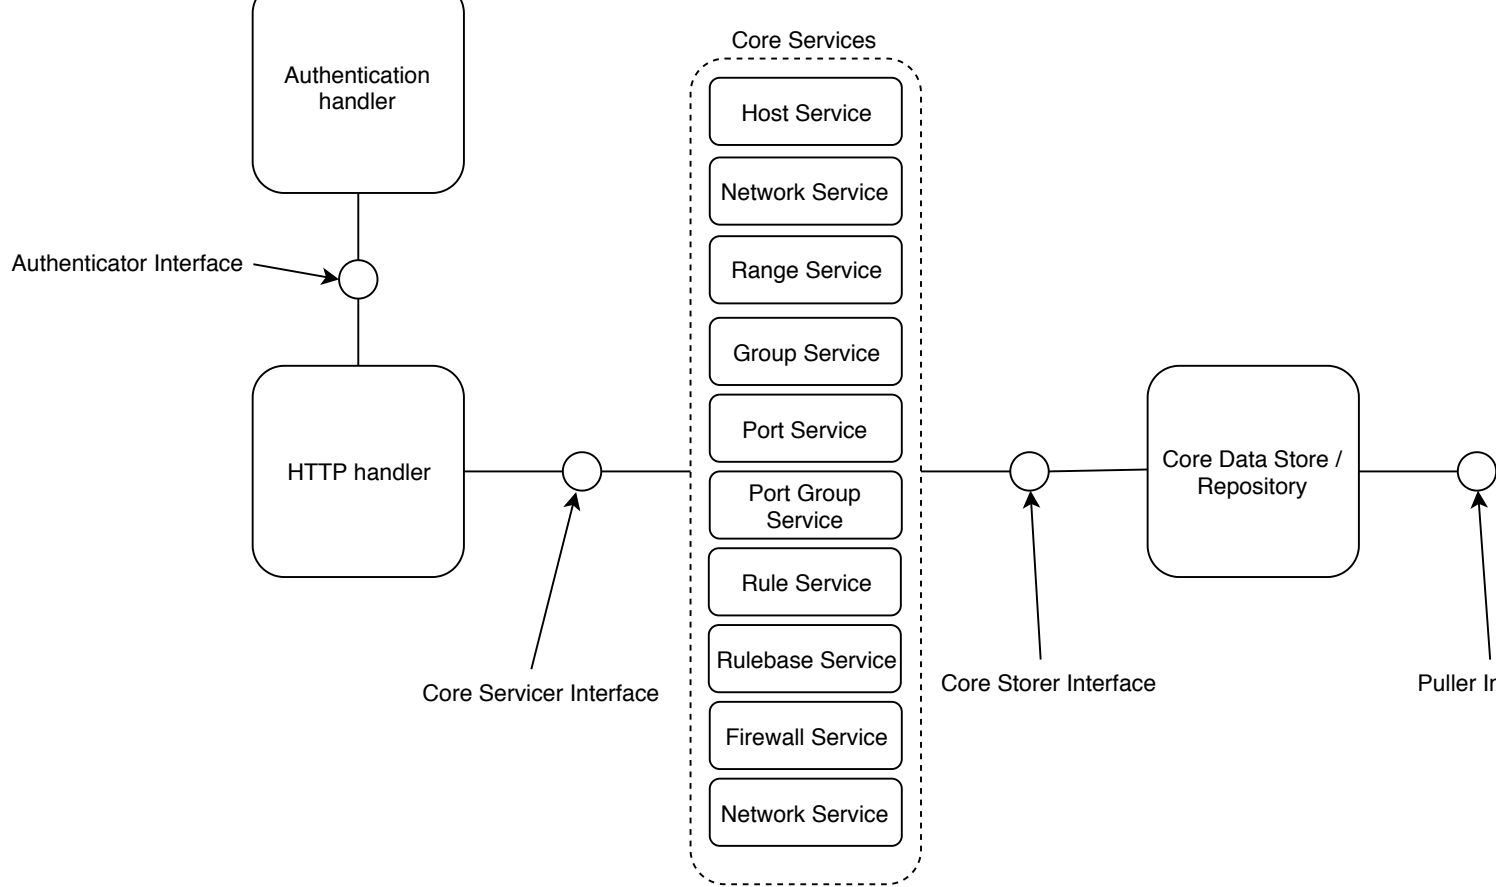 Core Services
Authentication
handler
Host Service
Network Service
Range Service
Authenticator Interface
Group Service
Port Service
HTTP handler
Core Data Store /
Repository
Port Group
Service
Rule Service
Rulebase Service
Core Servicer Interface
Core Storer Interface
Puller
Firewall Service
Network Service